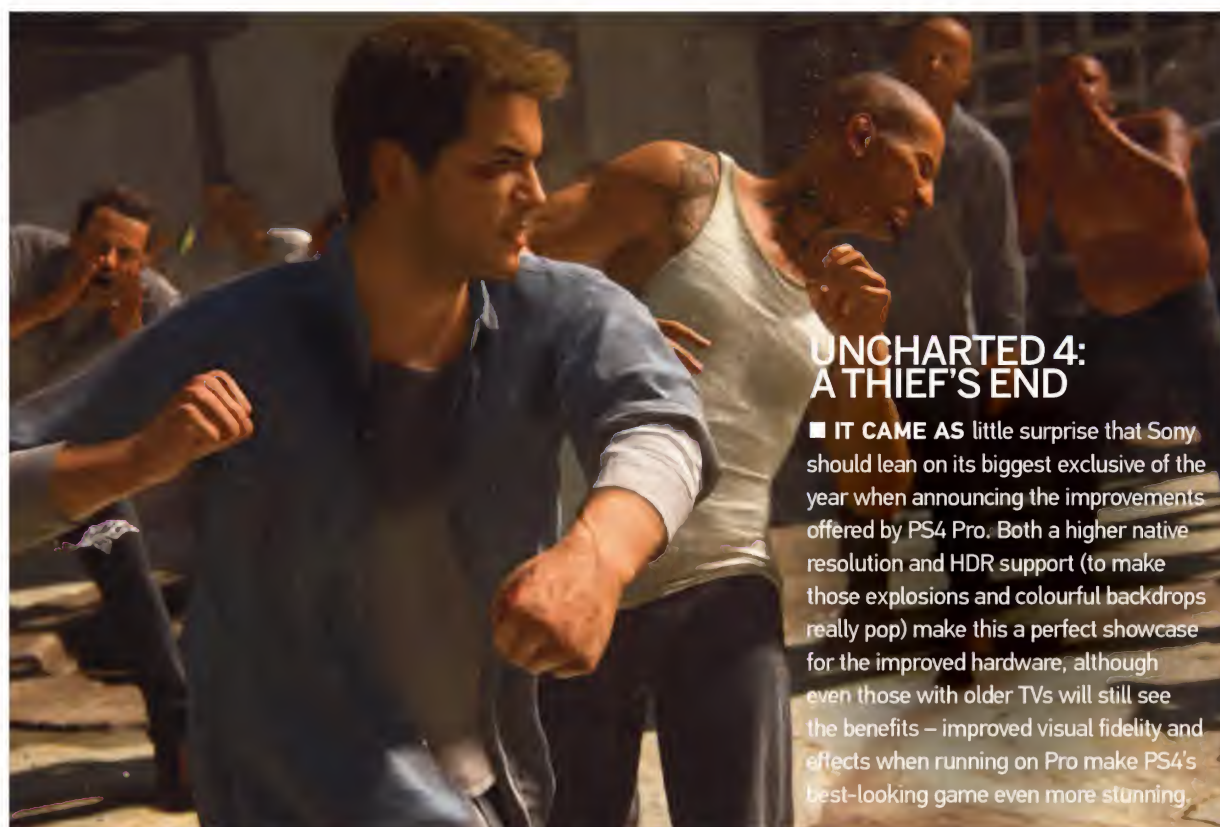 UNCHARTED 4:
A THIEF'S END
■ IT CAME AS little surprise that Sony
should lean on its biggest exclusive of the
year when announcing the improvements
offered by PS4 Pro. Both a higher native
resolution and HDR support (to make
those explosions and colourful backdrops
really pop) make this a perfect showcase
for the improved hardware, although
even those with older TVs will still see
the benefits – improved visual fidelity and
effects when running on Pro make PS4's
best-looking game even more stunning.